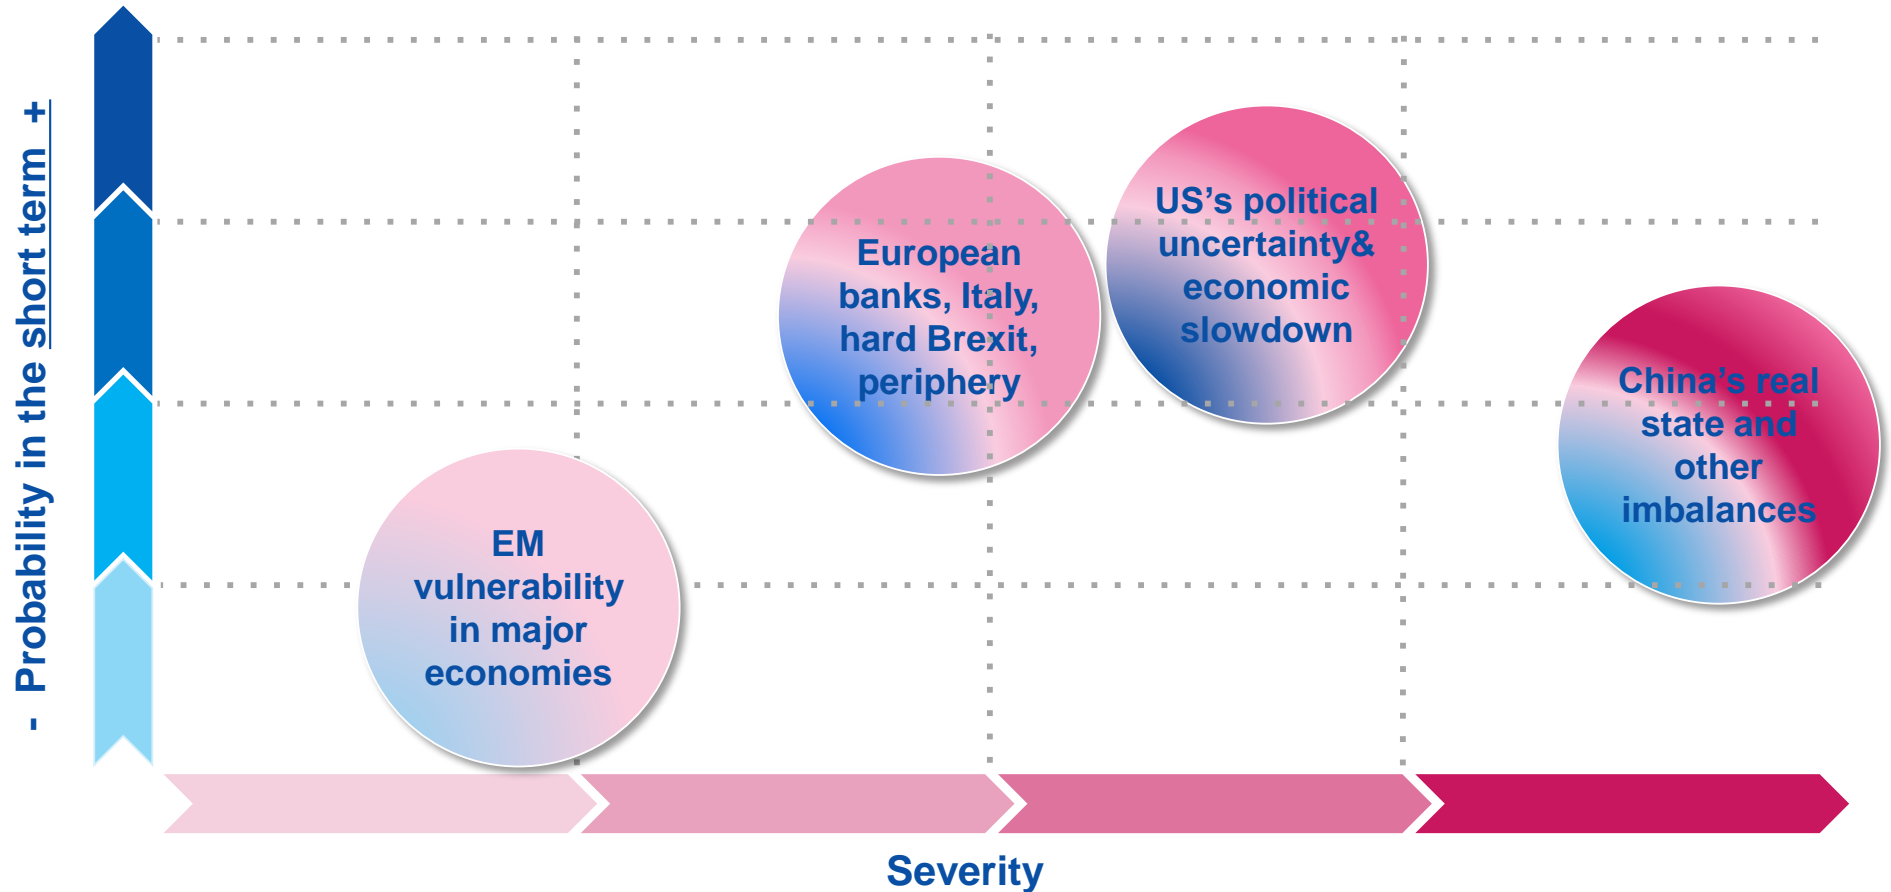 - Probability in the short term +
US's political
uncertainty&
economic
slowdown
European
banks, Italy,
hard Brexit,
periphery
China's real
state and
other
imbalances
EM
vulnerability
in major
economies
Severity